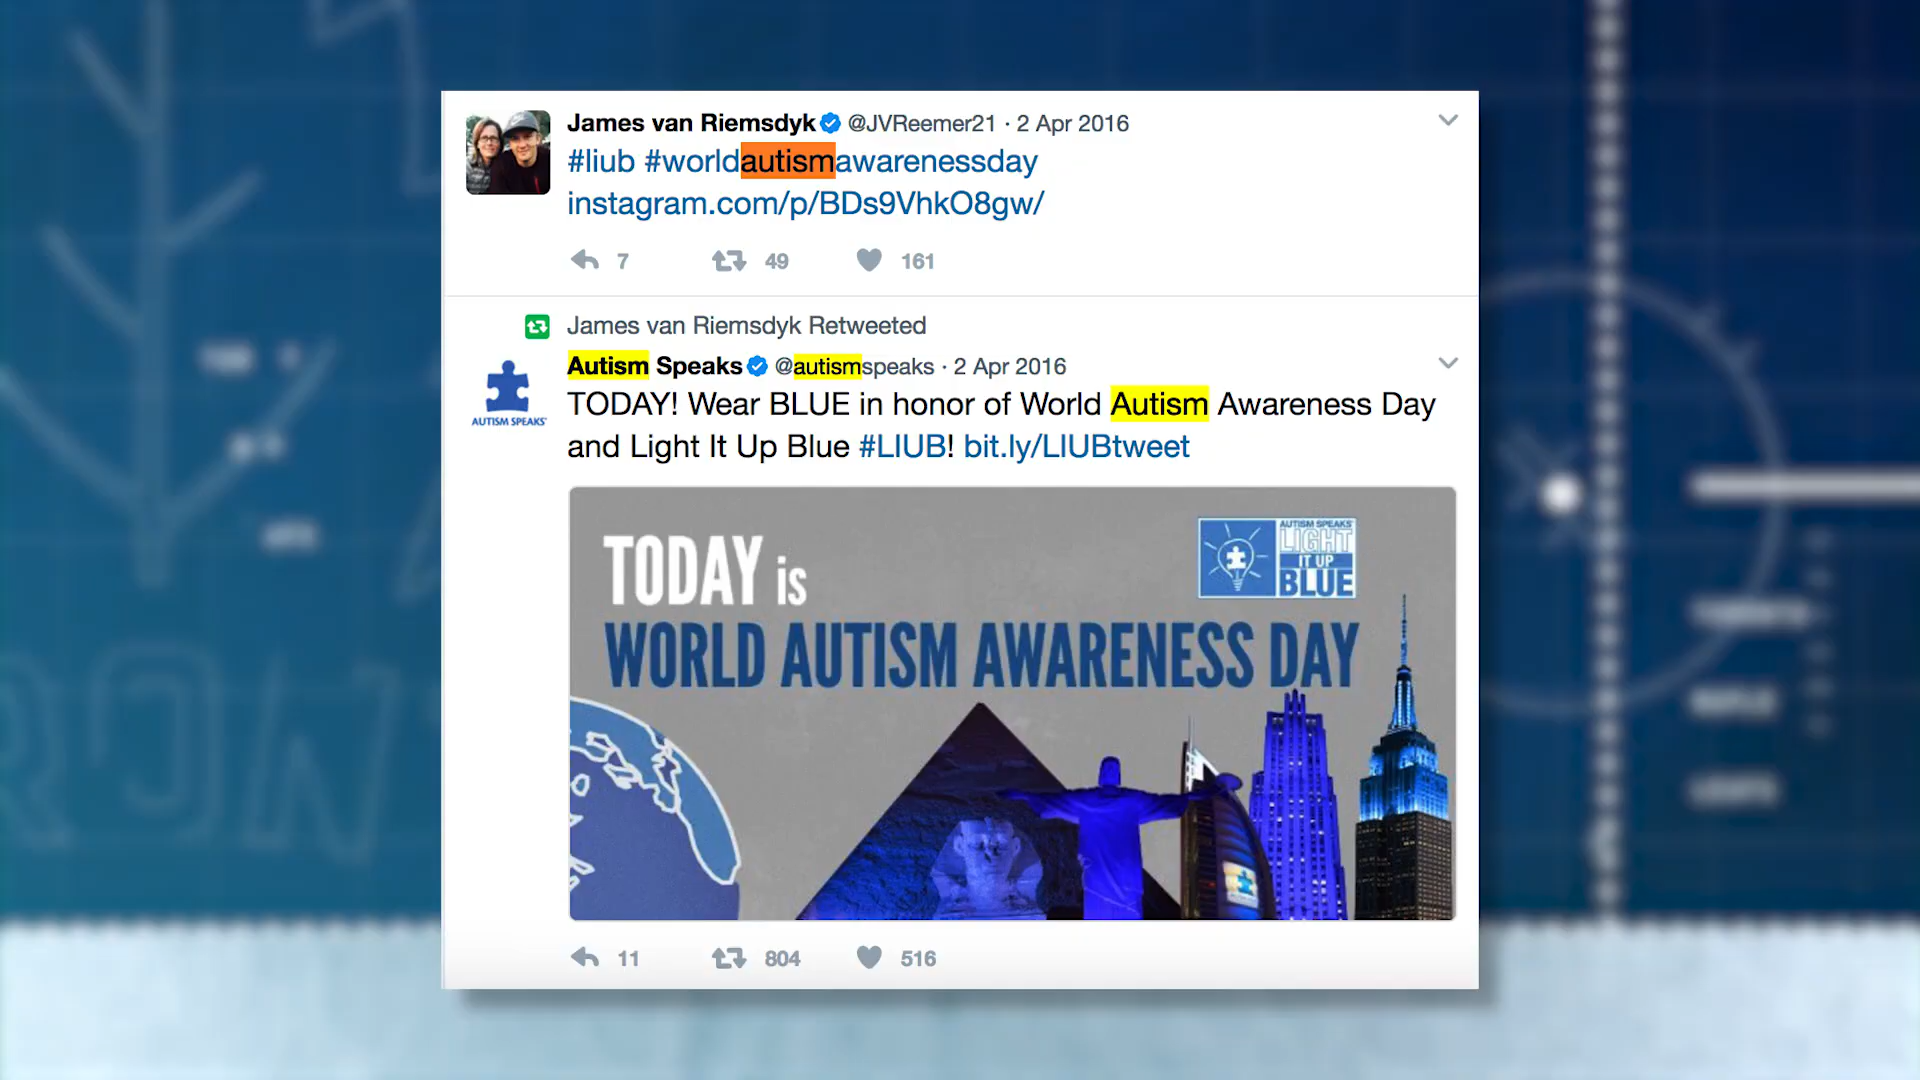 James van Riemsdyk @JVReemer21 · 2 Apr 2016
#liub #worldautismawarenessday
instagram.com/p/BDs9VhkO8gw/
7 49 161
James van Riemsdyk Retweeted
Autism Speaks @autismspeaks · 2 Apr 2016
AUTISM SPEAKS
TODAY! Wear BLUE in honor of World Autism Awareness Day
and Light It Up Blue #LIUB! bit.ly/LIUBtweet
AUTISM SPEAKS
LIGHT
IT UP
BLUE
TODAY is
WORLD AUTISM AWARENESS DAY
11 804 516